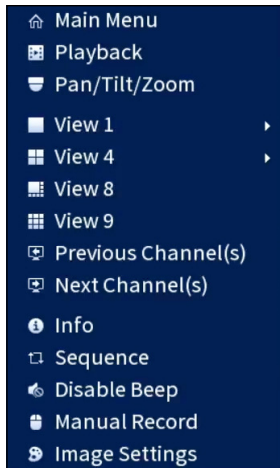 Main Menu
Playback
Pan/Tilt/Zoom
View 1
View 4
View 8
View 9
Previous Channel(s)
Next Channel(s)
Info
Sequence
Disable Beep
Manual Record
Image Settings